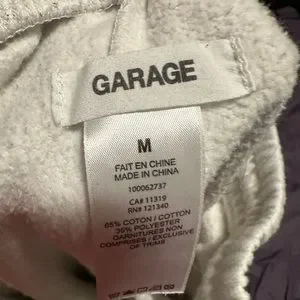 GARAGE
M
FAIT EN CHINE
MADE IN CHINA
100062737
CA# 11319
RN# 121340
65% COTON / COTTON
35% POLYESTER
GARNITURES NON
COMPRISES / EXCLUSIVE
OF TRIMS